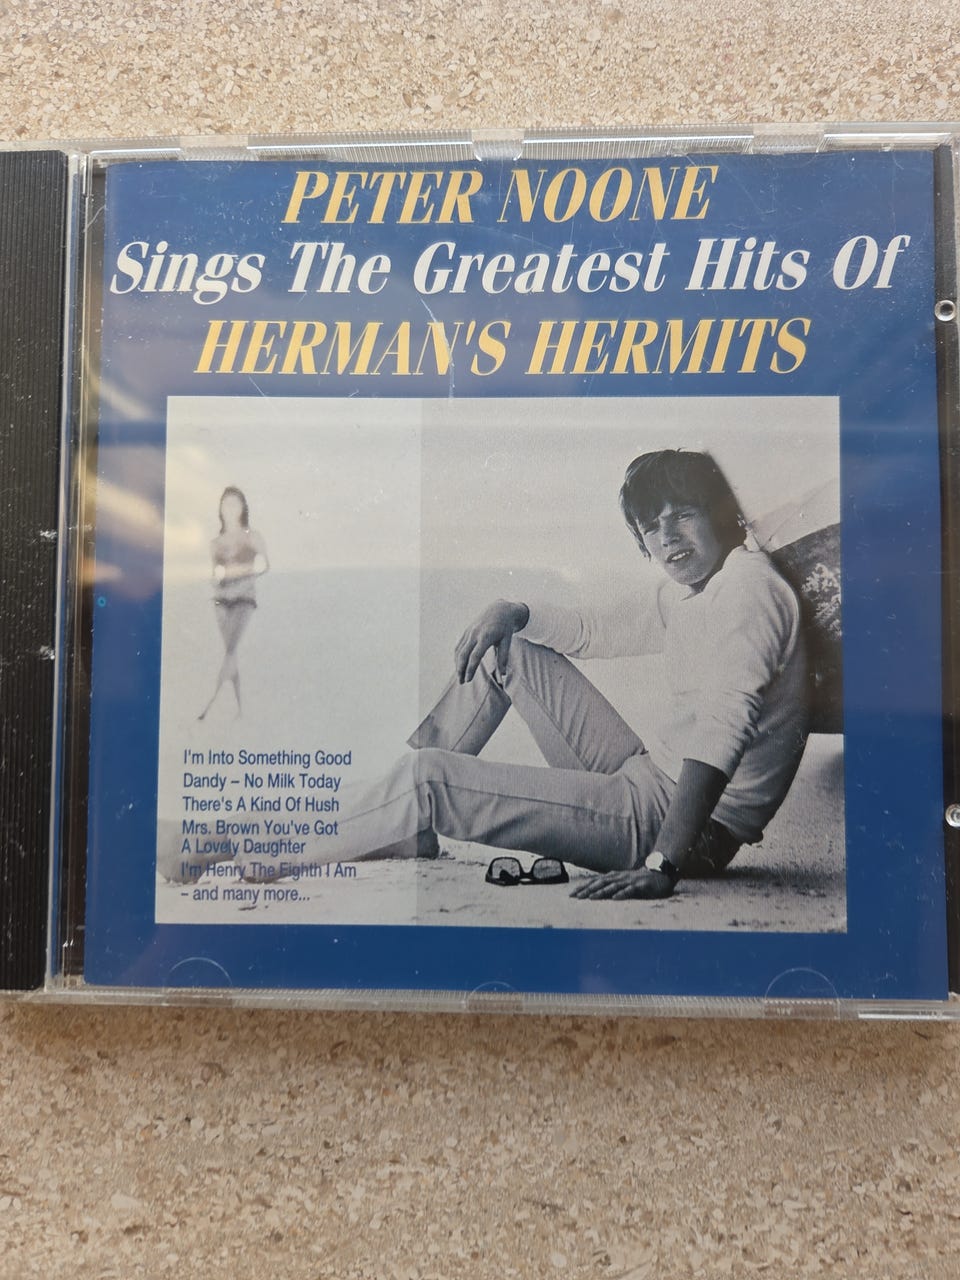 PETER NOONE
Sings The Greatest Hits Of
HERMAN'S HERMITS
I'm Into Something Good
Dandy – No Milk Today
There's A Kind Of Hush
Mrs. Brown You've Got
A Lovely Daughter
I'm Henry The Eighth I Am
– and many more...